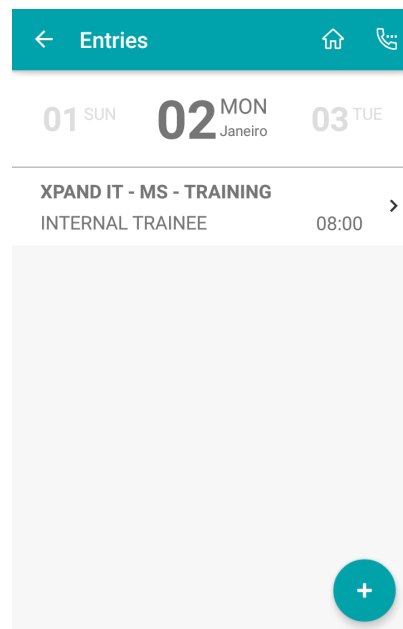 Entries
01 SUN 02 MON Janeiro 03 TUE
XPAND IT - MS - TRAINING
INTERNAL TRAINEE 08:00